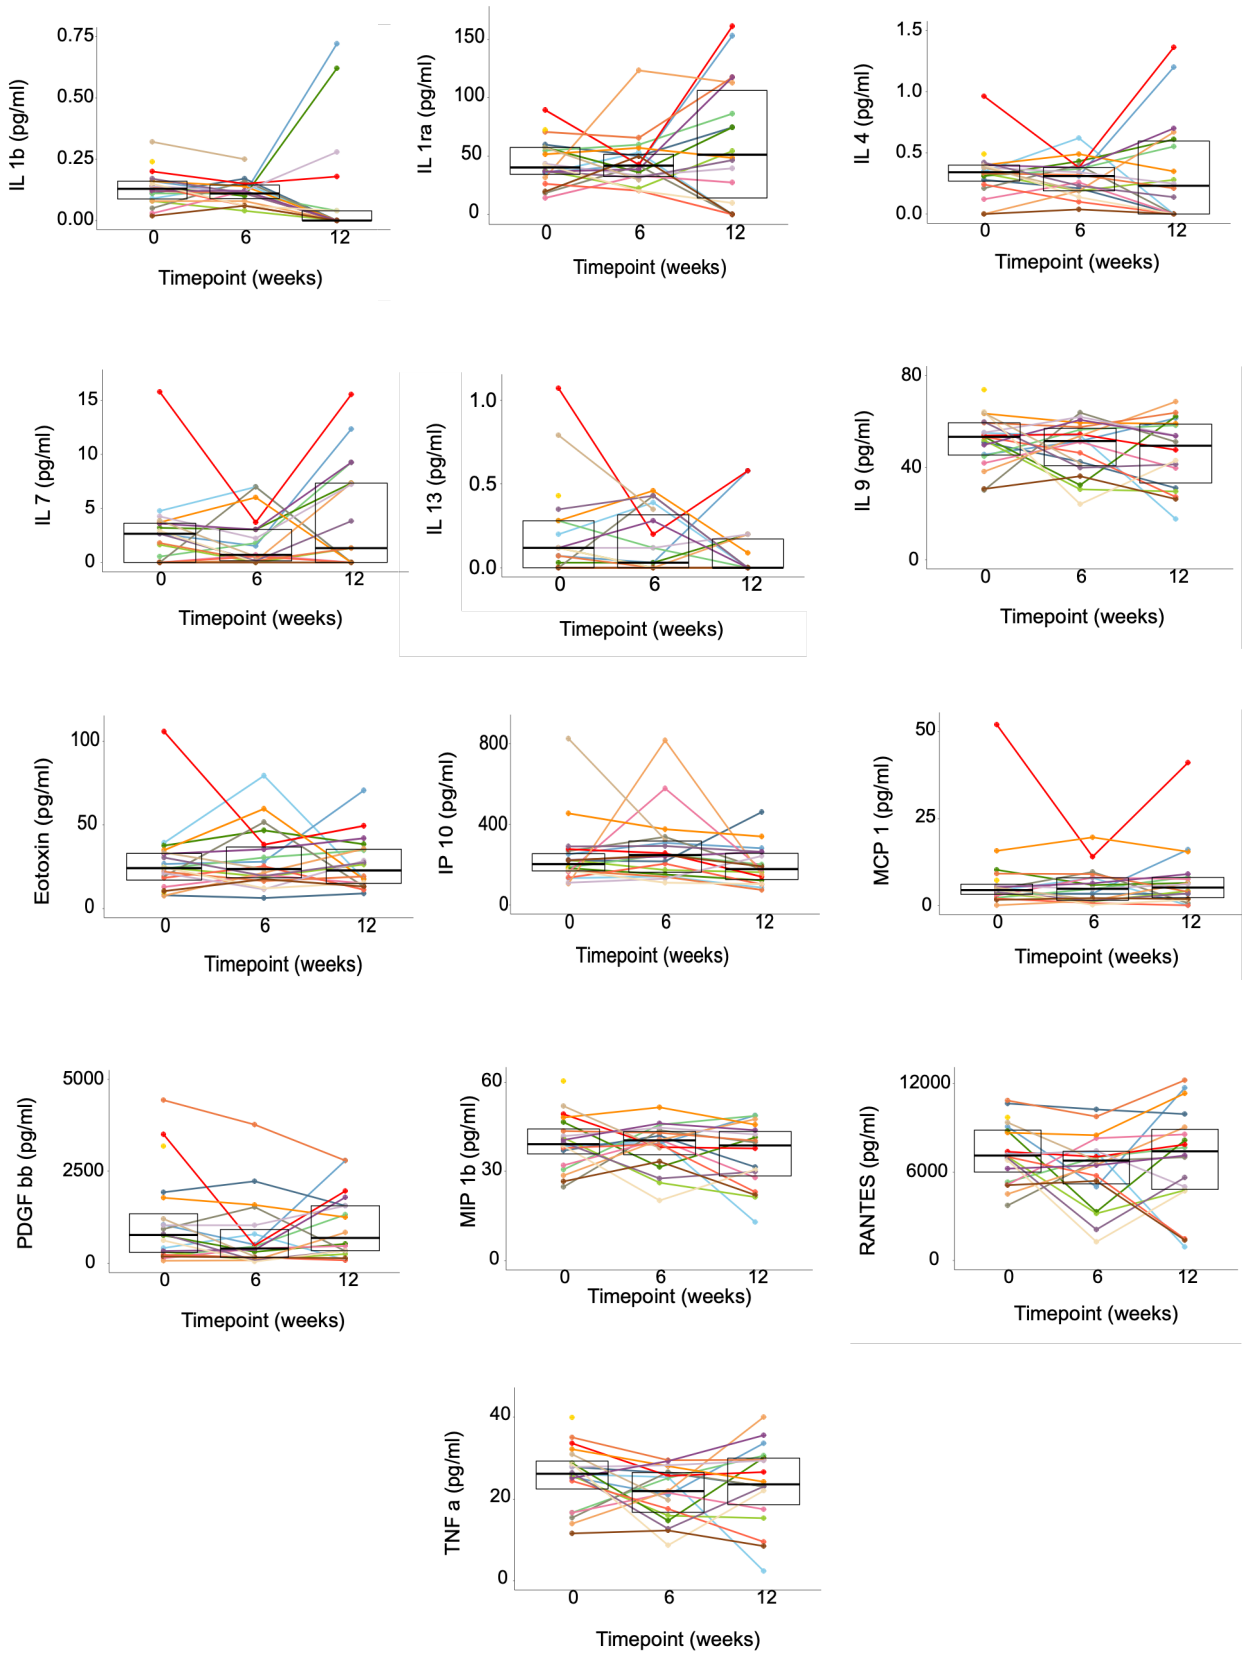 IL 1b (pg/ml)
0.75
0.50
0.25
0.00
0 6 12
Timepoint (weeks)
IL 1ra (pg/ml)
150
100
50
0
0 6 12
Timepoint (weeks)
IL 4 (pg/ml)
1.5
1.0
0.5
0.0
0 6 12
Timepoint (weeks)
IL 7 (pg/ml)
15
10
5
0
0 6 12
Timepoint (weeks)
IL 13 (pg/ml)
1.0
0.5
0.0
0 6 12
Timepoint (weeks)
IL 9 (pg/ml)
80
40
0
0 6 12
Timepoint (weeks)
Eotoxin (pg/ml)
100
50
0
0 6 12
Timepoint (weeks)
IP 10 (pg/ml)
800
400
0
0 6 12
Timepoint (weeks)
MCP 1 (pg/ml)
50
25
0
0 6 12
Timepoint (weeks)
PDGF bb (pg/ml)
5000
2500
0
0 6 12
Timepoint (weeks)
MIP 1b (pg/ml)
60
30
0
0 6 12
Timepoint (weeks)
RANTES (pg/ml)
12000
6000
0
0 6 12
Timepoint (weeks)
TNF a (pg/ml)
40
20
0
0 6 12
Timepoint (weeks)